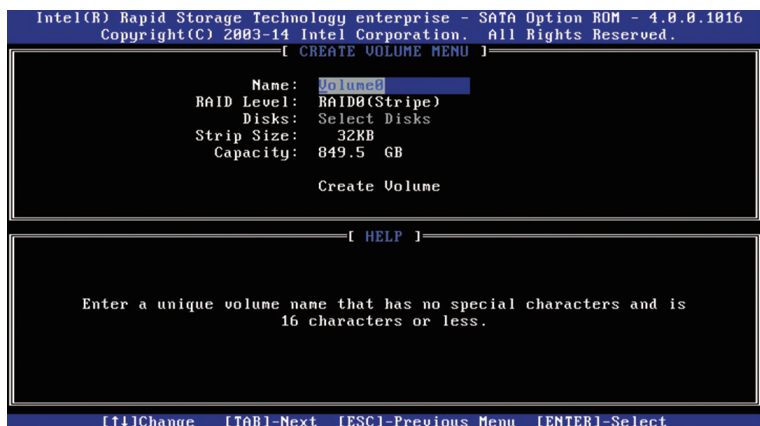 Intel(R) Rapid Storage Technology enterprise - SATA Option ROM - 4.0.0.1016
Copyright(C) 2003-14 Intel Corporation. All Rights Reserved.
[ CREATE VOLUME MENU ]
Name: Volume0
RAID Level: RAID0(Stripe)
Disks: Select Disks
Strip Size: 32KB
Capacity: 849.5 GB
Create Volume
[ HELP ]
Enter a unique volume name that has no special characters and is
16 characters or less.
[↑↓]Change [TAB]-Next [ESC]-Previous Menu [ENTER]-Select